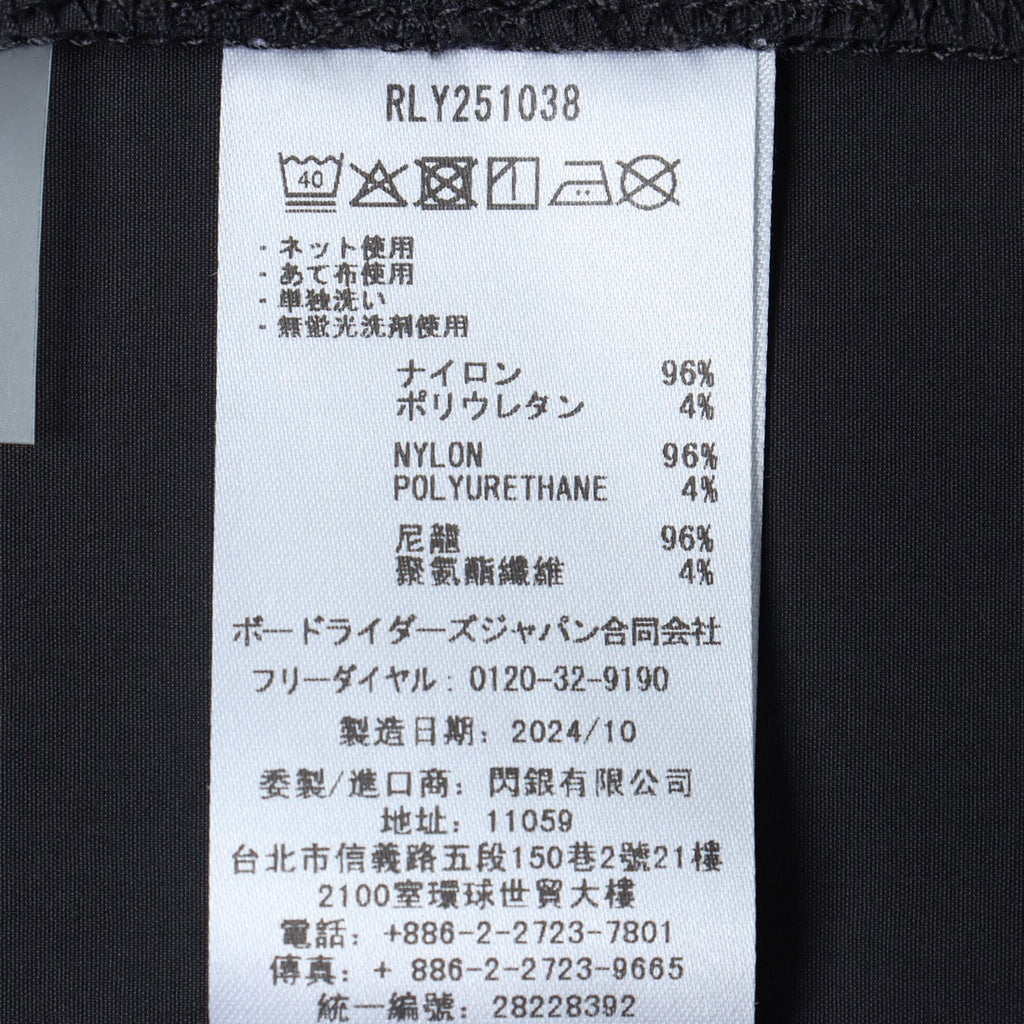 RLY251038
40
・ネット使用
・あて布使用
・単独洗い
・無蛍光洗剤使用
ナイロン 96%
ポリウレタン 4%
NYLON 96%
POLYURETHANE 4%
尼龍 96%
聚氨酯纖維 4%
ボードライダーズジャパン合同会社
フリーダイヤル：0120-32-9190
製造日期：2024/10
委製/進口商：閃銀有限公司
地址：11059
台北市信義路五段150巷2號21樓
2100室環球世貿大樓
電話：+886-2-2723-7801
傳真：+ 886-2-2723-9665
統一編號：28228392